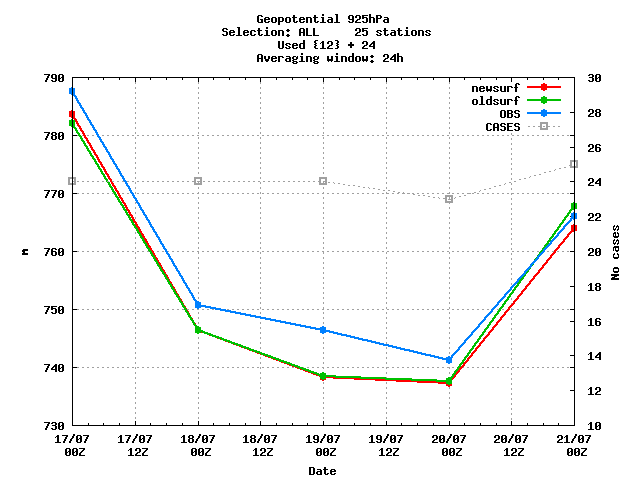 Geopotential 925hPa
Selection: ALL     25 stations
Used {12} + 24
Averaging window: 24h
790
780
770
760
750
740
730
m
30
28
26
24
22
20
18
16
14
12
10
No cases
newsurf
oldsurf
OBS
CASES
17/07 17/07 18/07 18/07 19/07 19/07 20/07 20/07 21/07
00Z 12Z 00Z 12Z 00Z 12Z 00Z 12Z 00Z
Date